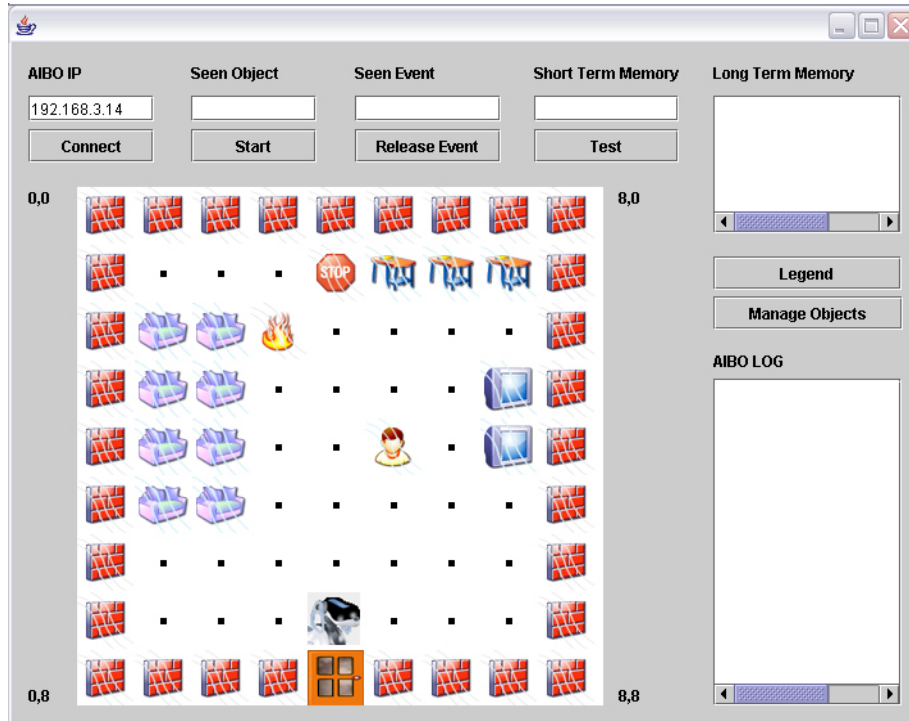 AIBO IP Seen Object Seen Event Short Term Memory Long Term Memory
192.168.3.14
Connect Start Release Event Test
0,0 8,0
STOP
Legend
Manage Objects
AIBO LOG
0,8 8,8